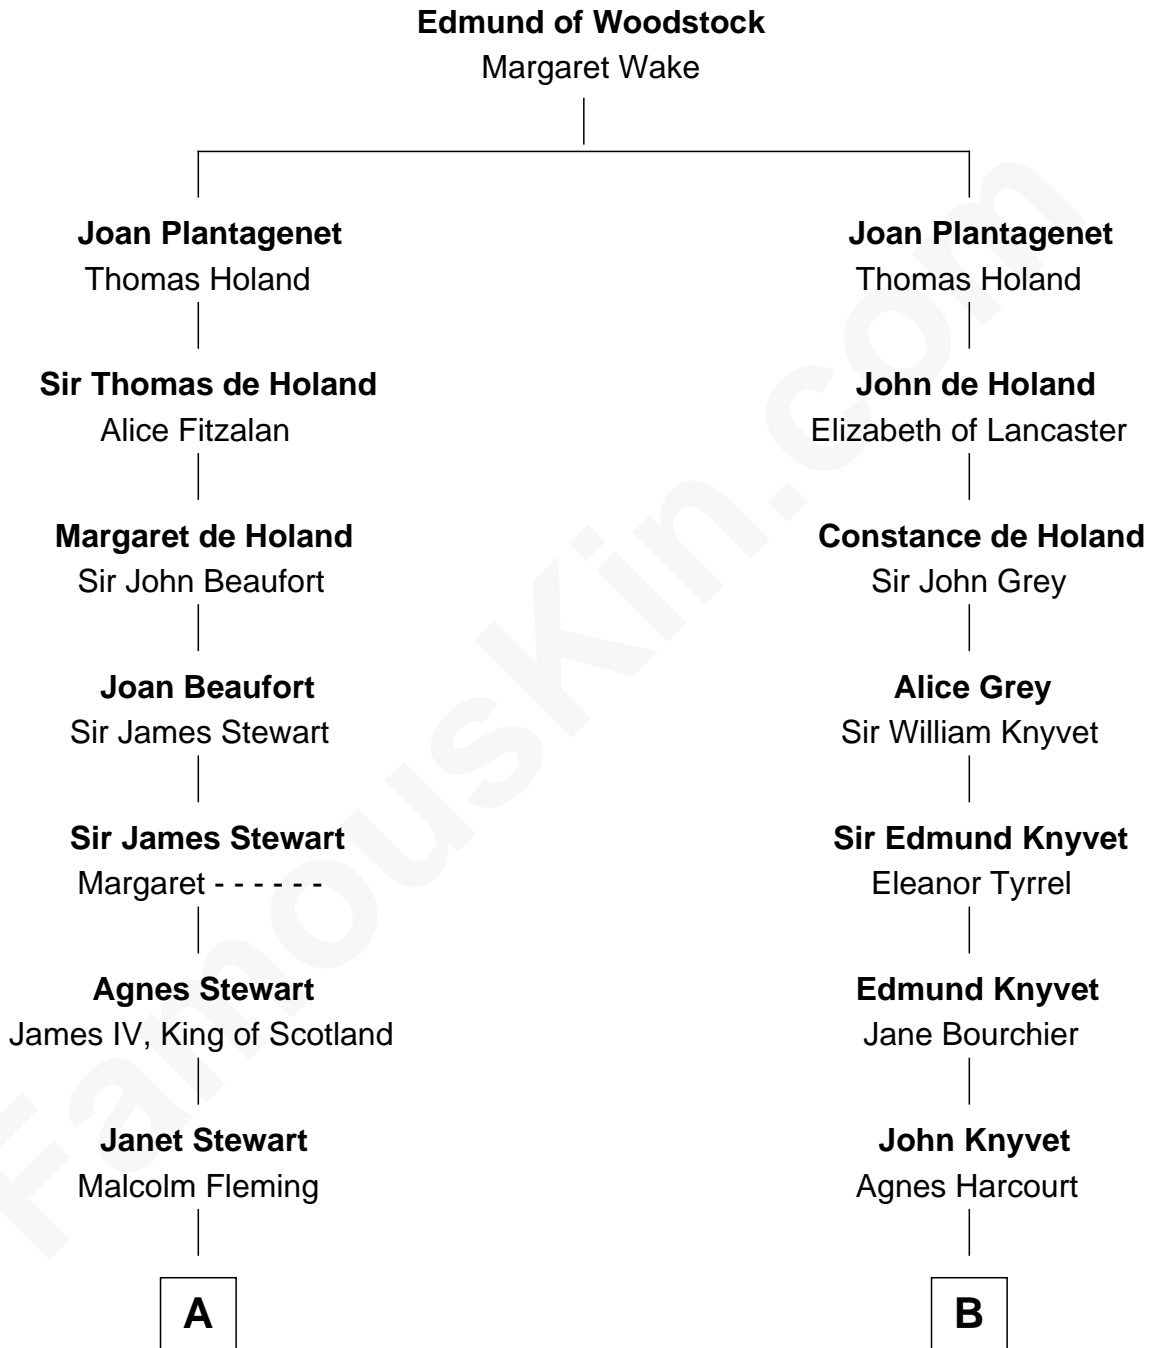 Edmund of Woodstock
Margaret Wake
Joan Plantagenet
Thomas Holand
Sir Thomas de Holand
Alice Fitzalan
Margaret de Holand
Sir John Beaufort
Joan Beaufort
Sir James Stewart
Sir James Stewart
Margaret - - - - - -
Agnes Stewart
James IV, King of Scotland
Janet Stewart
Malcolm Fleming
A
Joan Plantagenet
Thomas Holand
John de Holand
Elizabeth of Lancaster
Constance de Holand
Sir John Grey
Alice Grey
Sir William Knyvet
Sir Edmund Knyvet
Eleanor Tyrrel
Edmund Knyvet
Jane Bourchier
John Knyvet
Agnes Harcourt
B
FamousKin.com